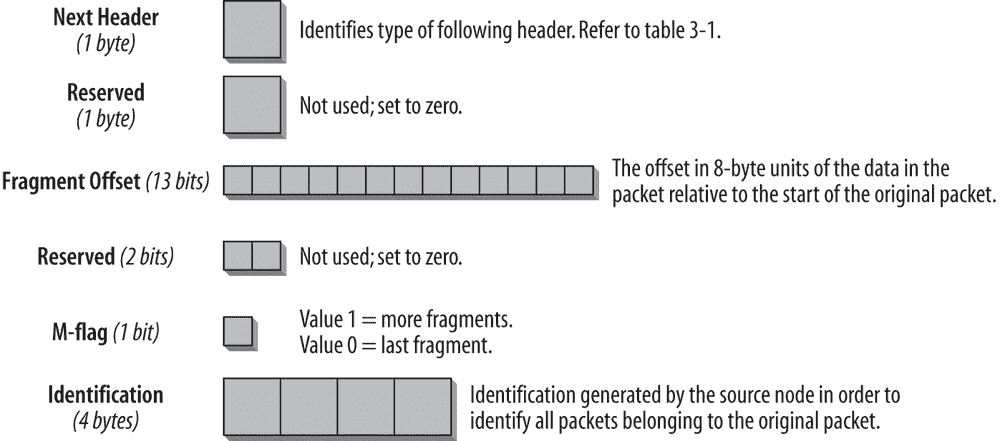 Next Header
(1 byte)
Identifies type of following header. Refer to table 3-1.
Reserved
(1 byte)
Not used; set to zero.
Fragment Offset (13 bits)
The offset in 8-byte units of the data in the
packet relative to the start of the original packet.
Reserved (2 bits)
Not used; set to zero.
M-flag (1 bit)
Value 1 = more fragments.
Value 0 = last fragment.
Identification
(4 bytes)
Identification generated by the source node in order to
identify all packets belonging to the original packet.